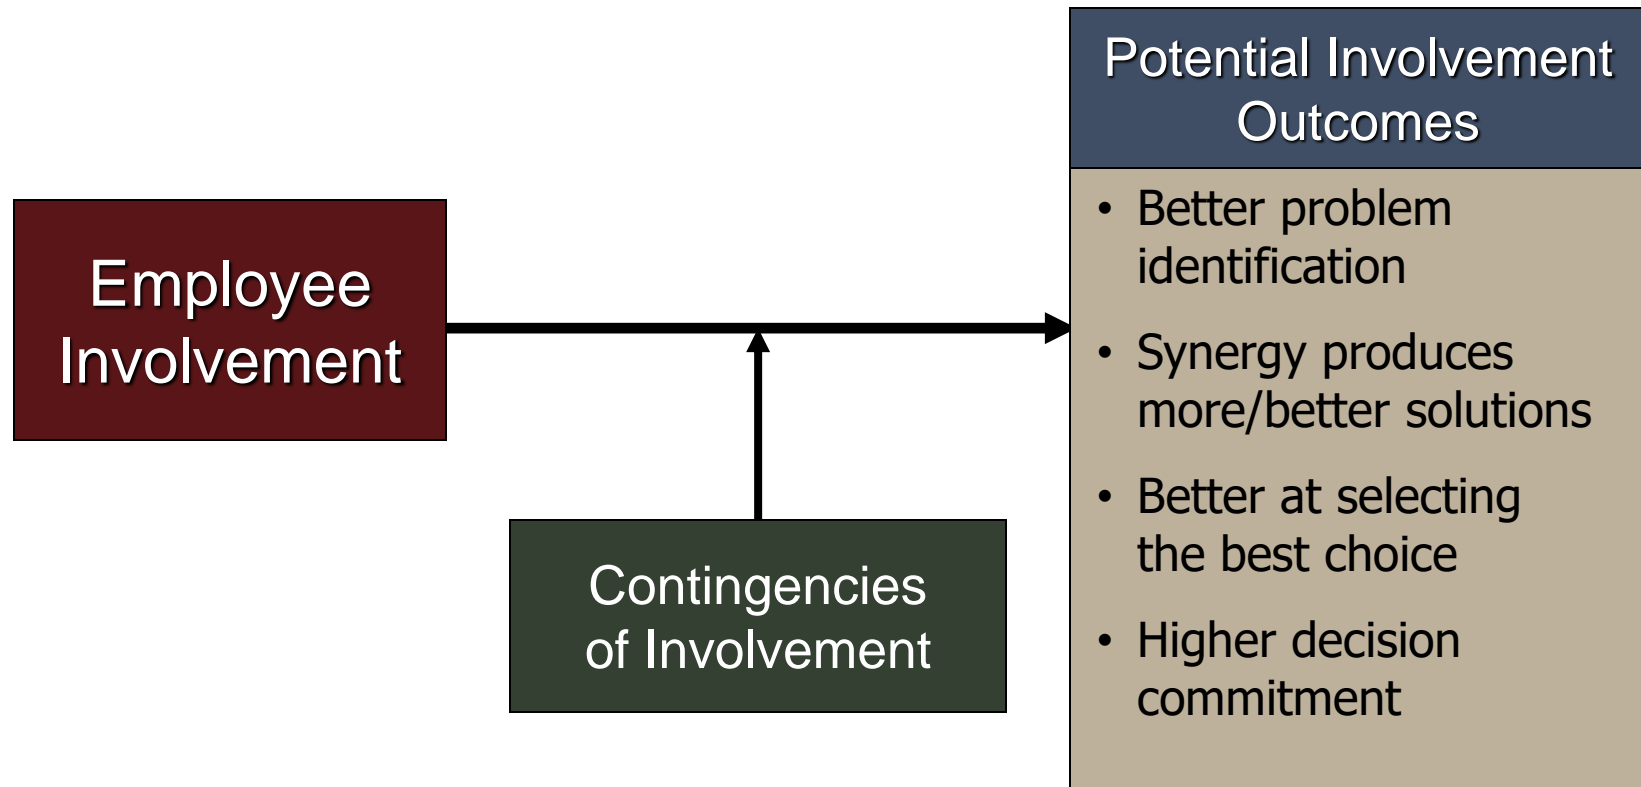 Employee
Involvement
Contingencies
of Involvement
Potential Involvement
Outcomes
• Better problem
identification
• Synergy produces
more/better solutions
• Better at selecting
the best choice
• Higher decision
commitment